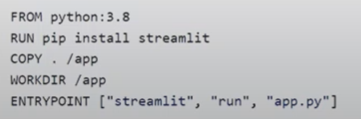 FROM python:3.8
RUN pip install streamlit
COPY . /app
WORKDIR /app
ENTRYPOINT ["streamlit", "run", "app.py"]